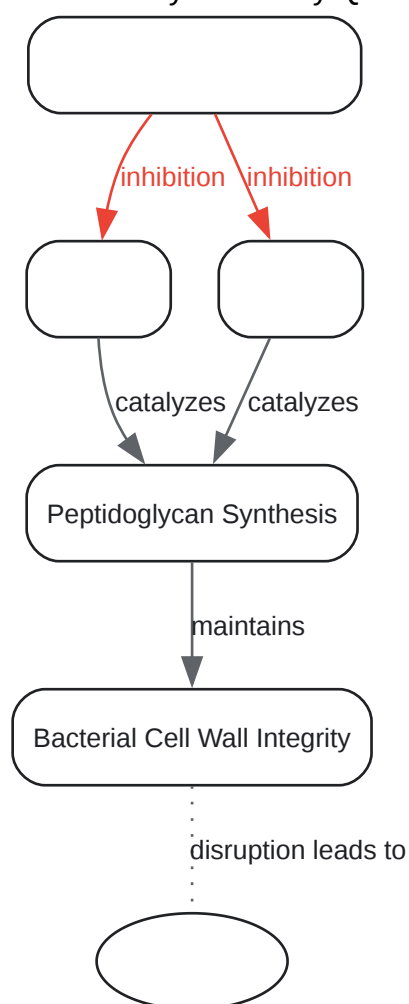 inhibition inhibition
catalyzes catalyzes
Peptidoglycan Synthesis
maintains
Bacterial Cell Wall Integrity
disruption leads to